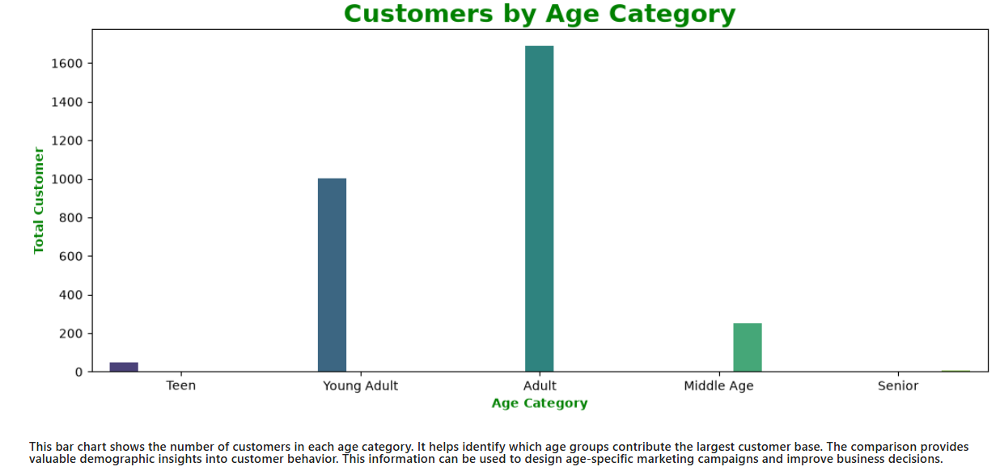 Customers by Age Category
1600
1400
1200
1000
800
600
400
200
0
Total Customer
Teen Young Adult Adult Middle Age Senior
Age Category
This bar chart shows the number of customers in each age category. It helps identify which age groups contribute the largest customer base. The comparison provides
valuable demographic insights into customer behavior. This information can be used to design age-specific marketing campaigns and improve business decisions.